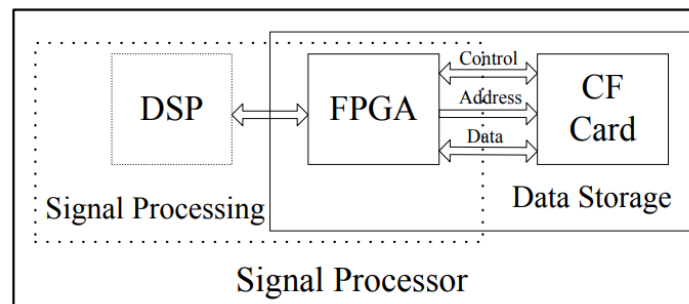 Control
DSP
FPGA
Address
CF
Card
Data
Signal Processing
Data Storage
Signal Processor